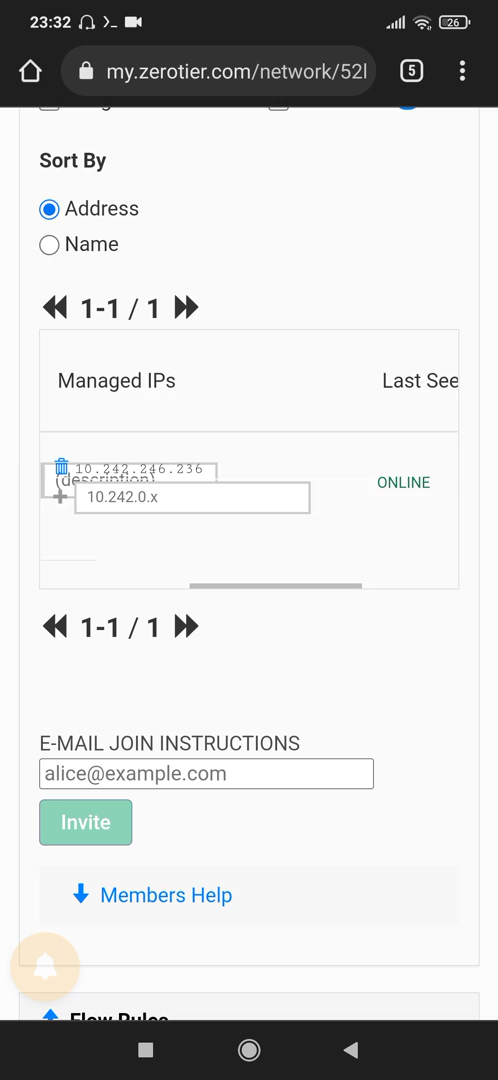 23:32
26
my.zerotier.com/network/52l
5
Sort By
Address
Name
1-1 / 1
Managed IPs
Last See
10.242.246.236
(description)
10.242.0.x
ONLINE
1-1 / 1
E-MAIL JOIN INSTRUCTIONS
alice@example.com
Invite
Members Help
Flow Rules